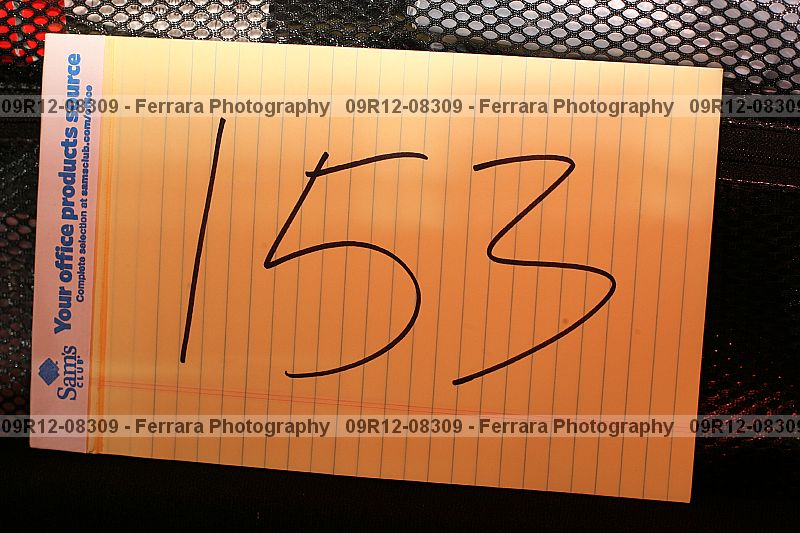 09R12-08309 - Ferrara Photography 09R12-08309 - Ferrara Photography 09R12-08309
153
Your office products source
Complete selection at samsclub.com/office
Sam's
CLUB
09R12-08309 - Ferrara Photography 09R12-08309 - Ferrara Photography 09R12-08309